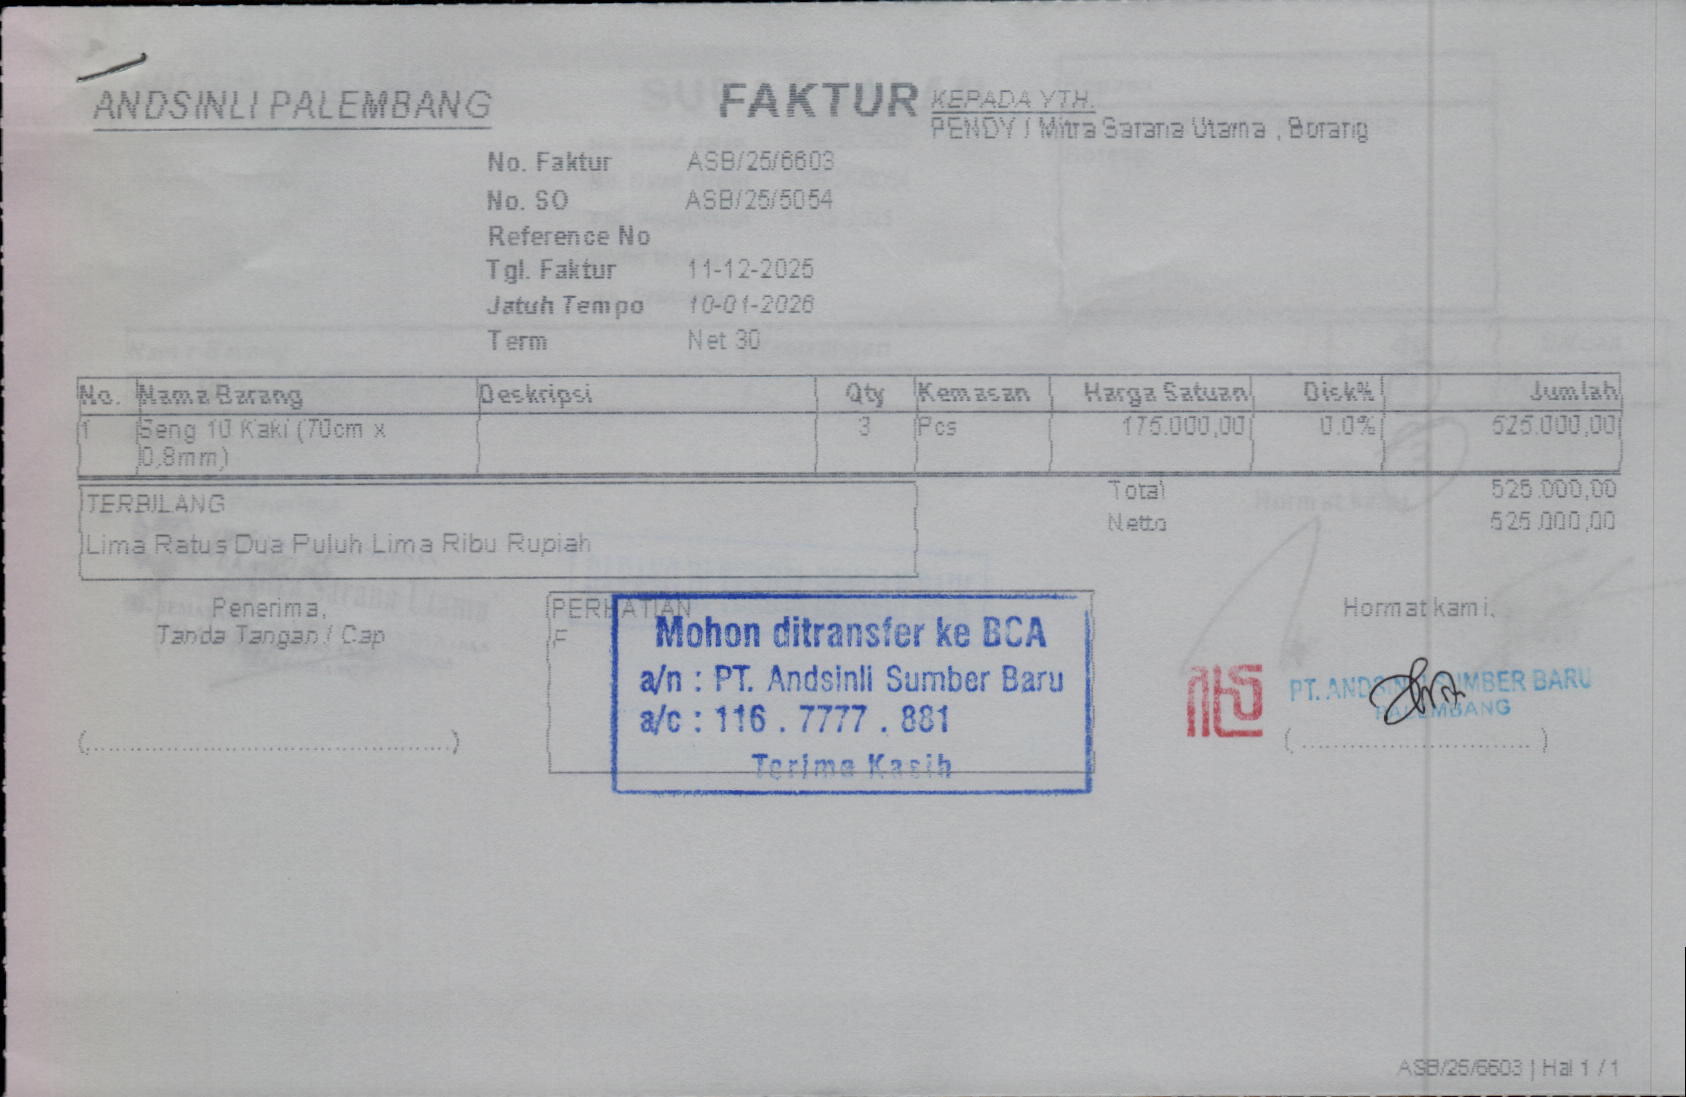 ANDSINLI PALEMBANG
FAKTUR
KEPADA YTH.
PENDY / Mitra Sarana Utama , Borang
No. Faktur ASB/25/6603
No. SO ASB/25/5054
Reference No
Tgl. Faktur 11-12-2025
Jatuh Tempo 10-01-2026
Term Net 30
No. Nama Barang Deskripsi Qty Kemasan Harga Satuan Disk% Jumlah
1 Seng 10 Kaki (70cm x 3 Pcs 175.000,00 0.0% 525.000,00
0,8mm)
Total 525.000,00
Netto 525.000,00
TERBILANG
Lima Ratus Dua Puluh Lima Ribu Rupiah
Penerima,
Tanda Tangan / Cap
(..............................................)
PERHATIAN
F
Mohon ditransfer ke BCA
a/n : PT. Andsinli Sumber Baru
a/c : 116 . 7777 . 881
Terima Kasih
Hormat kami,
PT. ANDSINLI SUMBER BARU
PALEMBANG
( ............................. )
ASB/25/6603 | Hal 1 / 1